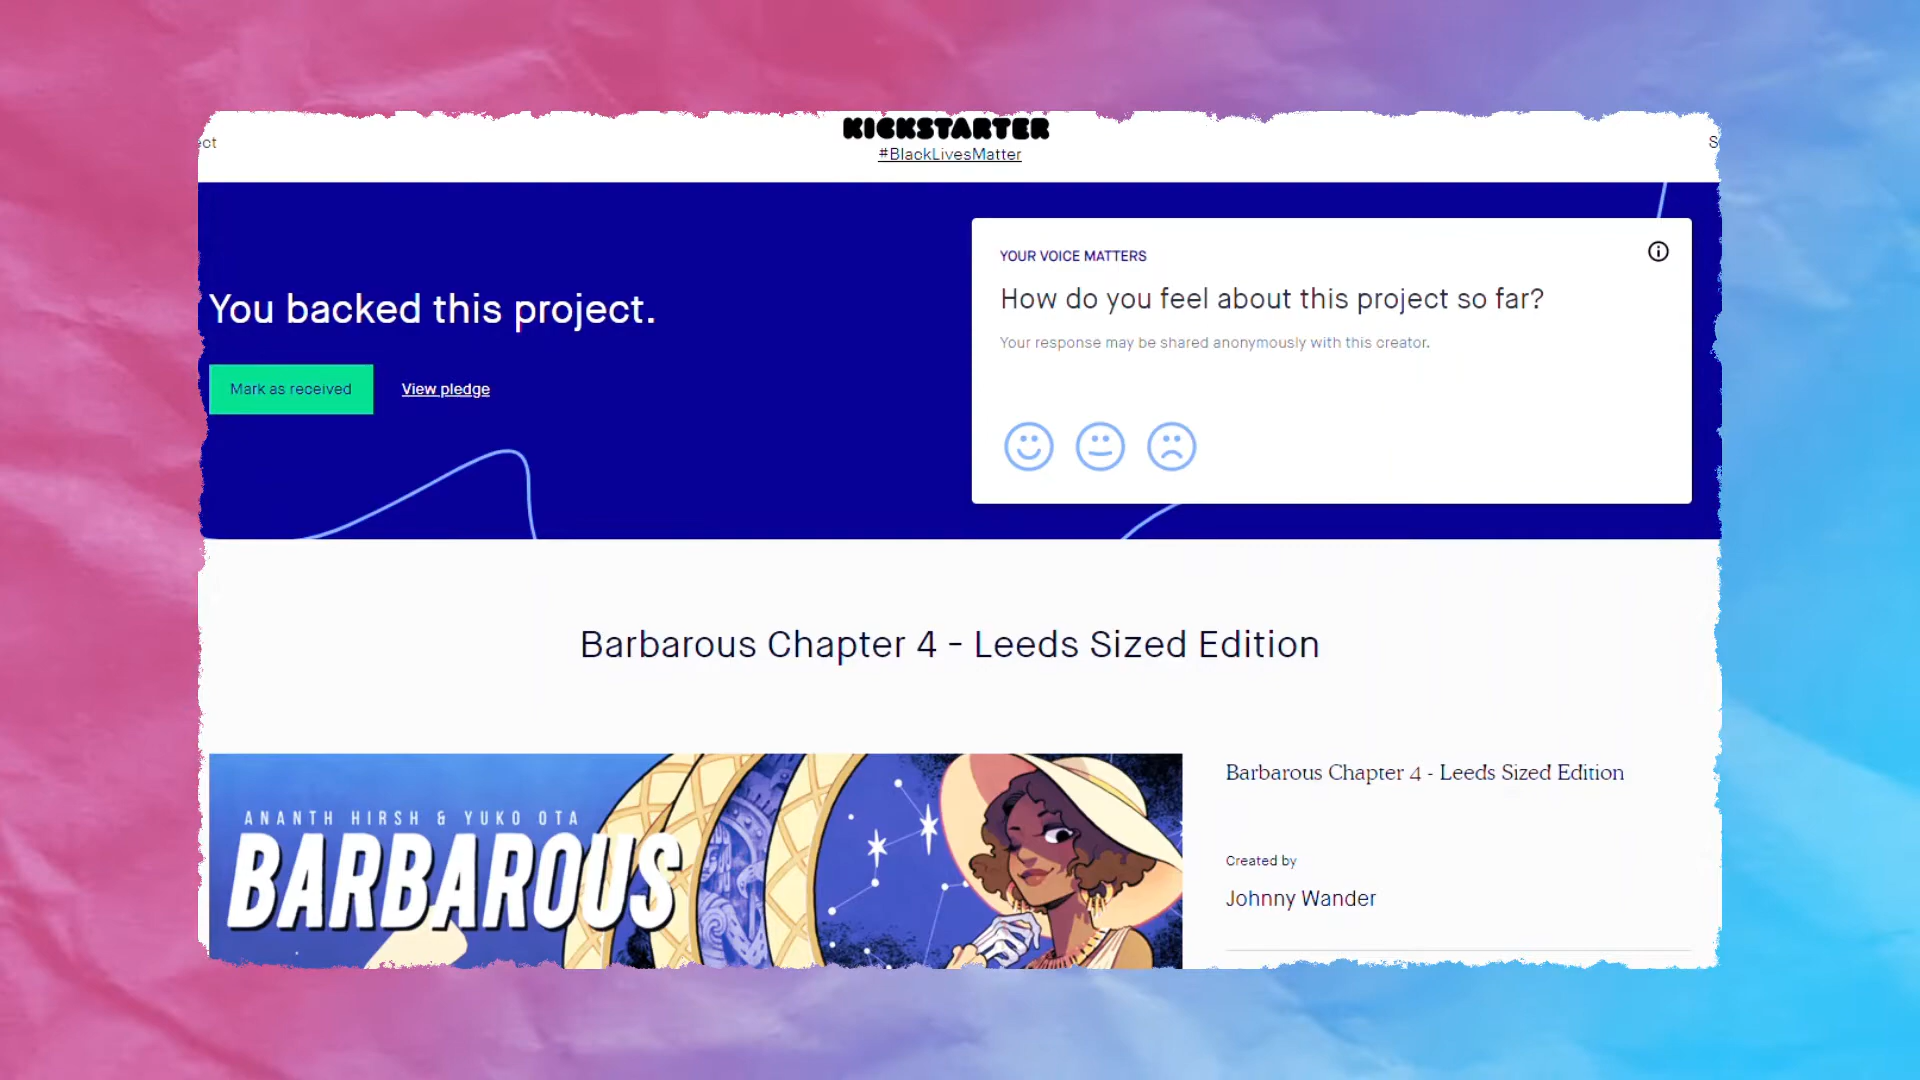 KICKSTARTER
#BlackLivesMatter
You backed this project.
Mark as received
View pledge
YOUR VOICE MATTERS
How do you feel about this project so far?
Your response may be shared anonymously with this creator.
Barbarous Chapter 4 - Leeds Sized Edition
ANANTH HIRSH & YUKO OTA
BARBAROUS
Barbarous Chapter 4 - Leeds Sized Edition
Created by
Johnny Wander